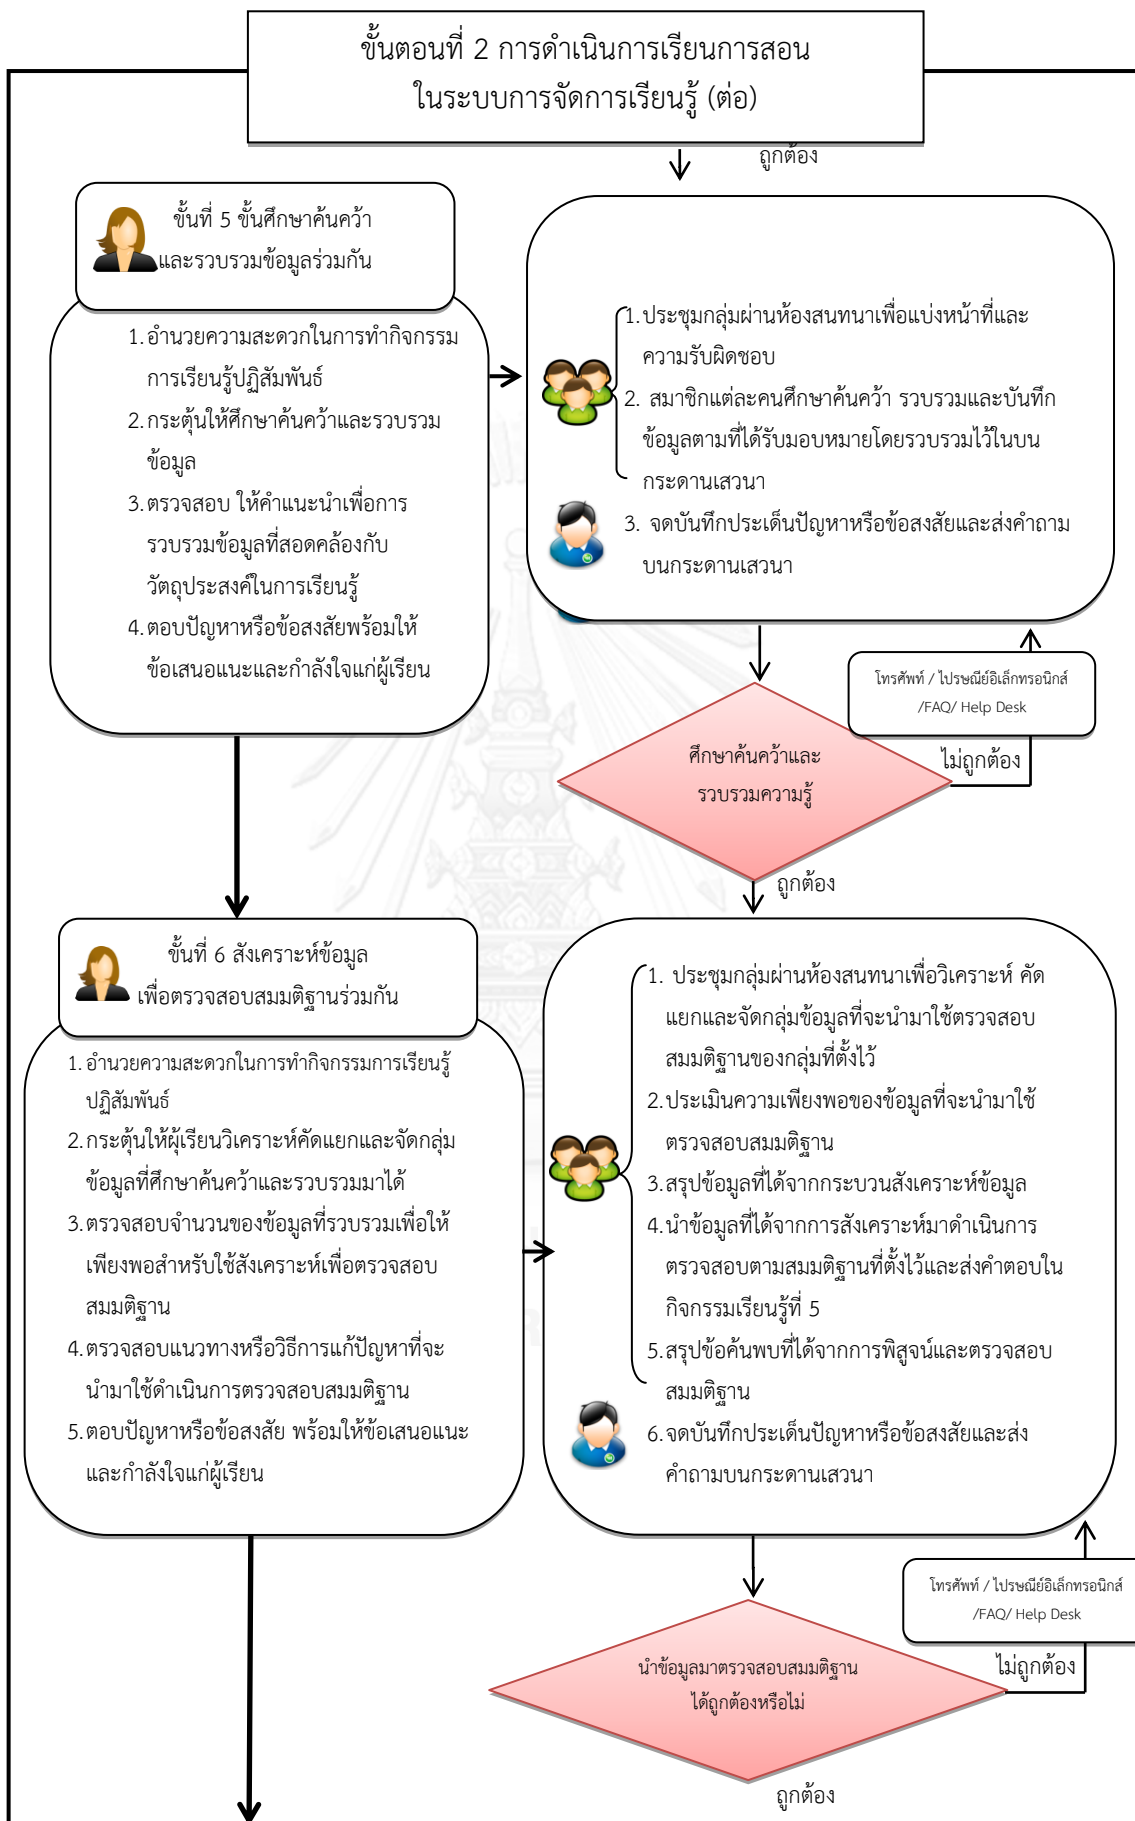 ขั้นตอนที่ 2 การดำเนินการเรียนการสอน
ในระบบการจัดการเรียนรู้ (ต่อ)
ถูกต้อง
ขั้นที่ 5 ขั้นศึกษาค้นคว้า
และรวบรวมข้อมูลร่วมกัน
1. อำนวยความสะดวกในการทำกิจกรรม
การเรียนรู้ปฏิสัมพันธ์
2. กระตุ้นให้ศึกษาค้นคว้าและรวบรวม
ข้อมูล
3. ตรวจสอบ ให้คำแนะนำเพื่อการ
รวบรวมข้อมูลที่สอดคล้องกับ
วัตถุประสงค์ในการเรียนรู้
4. ตอบปัญหาหรือข้อสงสัยพร้อมให้
ข้อเสนอแนะและกำลังใจแก่ผู้เรียน
1. ประชุมกลุ่มผ่านห้องสนทนาเพื่อแบ่งหน้าที่และ
ความรับผิดชอบ
2. สมาชิกแต่ละคนศึกษาค้นคว้า รวบรวมและบันทึก
ข้อมูลตามที่ได้รับมอบหมายโดยรวบรวมไว้ในบน
กระดานเสวนา
3. จดบันทึกประเด็นปัญหาหรือข้อสงสัยและส่งคำถาม
บนกระดานเสวนา
โทรศัพท์ / ไปรษณีย์อิเล็กทรอนิกส์
/FAQ/ Help Desk
ศึกษาค้นคว้าและ
รวบรวมความรู้
ไม่ถูกต้อง
ถูกต้อง
ขั้นที่ 6 สังเคราะห์ข้อมูล
เพื่อตรวจสอบสมมติฐานร่วมกัน
1. อำนวยความสะดวกในการทำกิจกรรมการเรียนรู้
ปฏิสัมพันธ์
2. กระตุ้นให้ผู้เรียนวิเคราะห์คัดแยกและจัดกลุ่ม
ข้อมูลที่ศึกษาค้นคว้าและรวบรวมมาได้
3. ตรวจสอบจำนวนของข้อมูลที่รวบรวมเพื่อให้
เพียงพอสำหรับใช้สังเคราะห์เพื่อตรวจสอบ
สมมติฐาน
4. ตรวจสอบแนวทางหรือวิธีการแก้ปัญหาที่จะ
นำมาใช้ดำเนินการตรวจสอบสมมติฐาน
5. ตอบปัญหาหรือข้อสงสัย พร้อมให้ข้อเสนอแนะ
และกำลังใจแก่ผู้เรียน
1. ประชุมกลุ่มผ่านห้องสนทนาเพื่อวิเคราะห์ คัด
แยกและจัดกลุ่มข้อมูลที่จะนำมาใช้ตรวจสอบ
สมมติฐานของกลุ่มที่ตั้งไว้
2. ประเมินความเพียงพอของข้อมูลที่จะนำมาใช้
ตรวจสอบสมมติฐาน
3. สรุปข้อมูลที่ได้จากกระบวนสังเคราะห์ข้อมูล
4. นำข้อมูลที่ได้จากการสังเคราะห์มาดำเนินการ
ตรวจสอบตามสมมติฐานที่ตั้งไว้และส่งคำตอบใน
กิจกรรมเรียนรู้ที่ 5
5. สรุปข้อค้นพบที่ได้จากการพิสูจน์และตรวจสอบ
สมมติฐาน
6. จดบันทึกประเด็นปัญหาหรือข้อสงสัยและส่ง
คำถามบนกระดานเสวนา
โทรศัพท์ / ไปรษณีย์อิเล็กทรอนิกส์
/FAQ/ Help Desk
นำข้อมูลมาตรวจสอบสมมติฐาน
ได้ถูกต้องหรือไม่
ไม่ถูกต้อง
ถูกต้อง